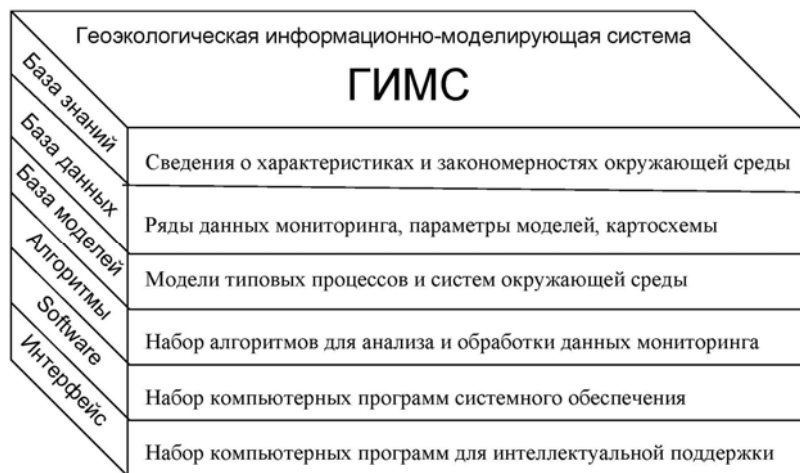 Геоэкологическая информационно-моделирующая система
ГИМС
База знаний
Сведения о характеристиках и закономерностях окружающей среды
База данных
Ряды данных мониторинга, параметры моделей, картосхемы
База моделей
Модели типовых процессов и систем окружающей среды
Алгоритмы
Набор алгоритмов для анализа и обработки данных мониторинга
Software
Набор компьютерных программ системного обеспечения
Интерфейс
Набор компьютерных программ для интеллектуальной поддержки